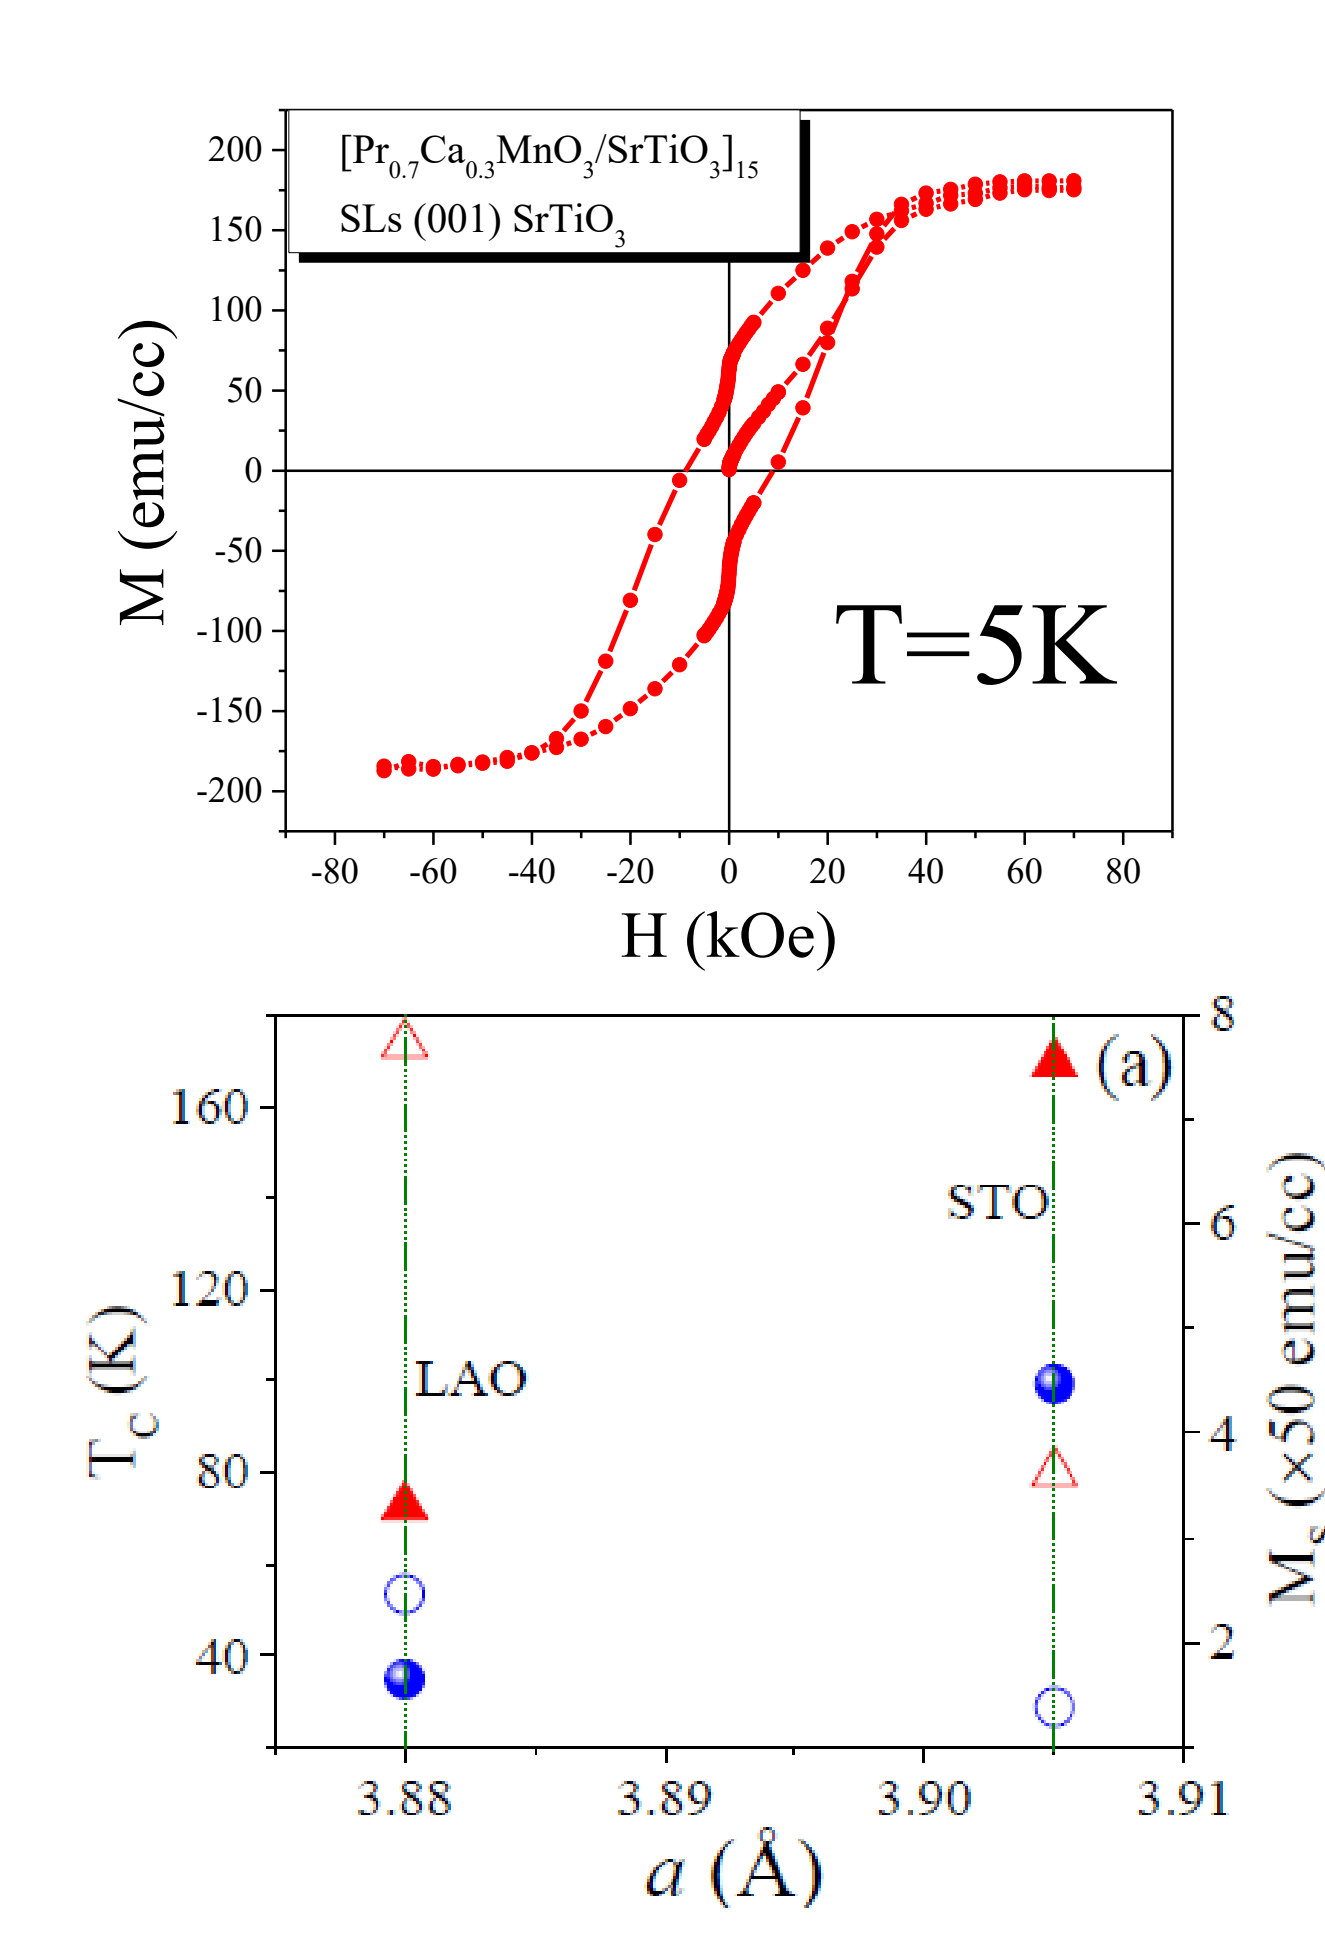 [Pr0.7Ca0.3MnO3/SrTiO3]15
SLs (001) SrTiO3
200
150
100
50
0
-50
-100
-150
-200
M (emu/cc)
T=5K
-80 -60 -40 -20 0 20 40 60 80
H (kOe)
(a)
160
120
80
40
TC (K)
LAO
STO
8
6
4
2
MS (×50 emu/cc)
3.88 3.89 3.90 3.91
a (Å)